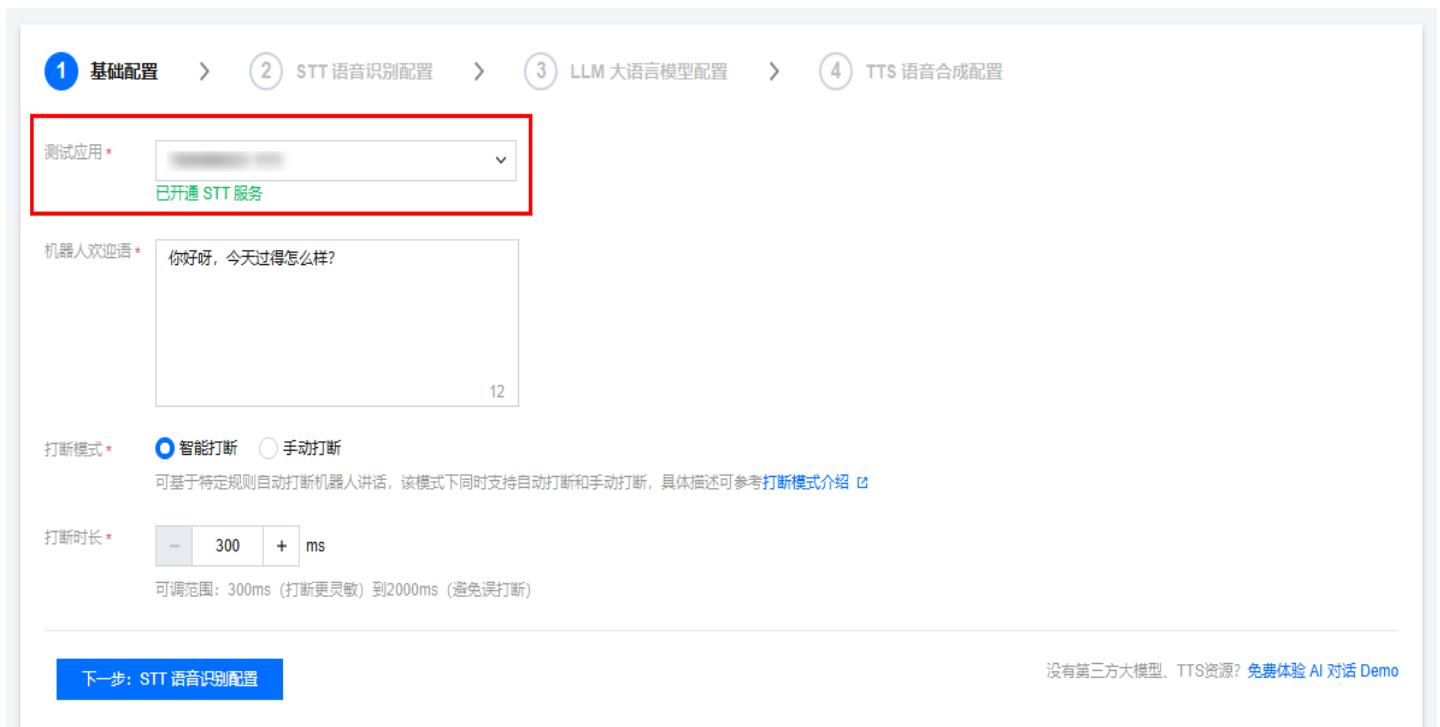 1 基础配置 > 2 STT 语音识别配置 > 3 LLM 大语言模型配置 > 4 TTS 语音合成配置
测试应用 *
已开通 STT 服务
机器人欢迎语 *
你好呀，今天过得怎么样？
12
打断模式 * 智能打断 手动打断
可基于特定规则自动打断机器人讲话，该模式下同时支持自动打断和手动打断，具体描述可参考打断模式介绍
打断时长 * - 300 + ms
可调范围：300ms（打断更灵敏）到2000ms（避免误打断）
下一步：STT 语音识别配置
没有第三方大模型、TTS资源？免费体验 AI 对话 Demo